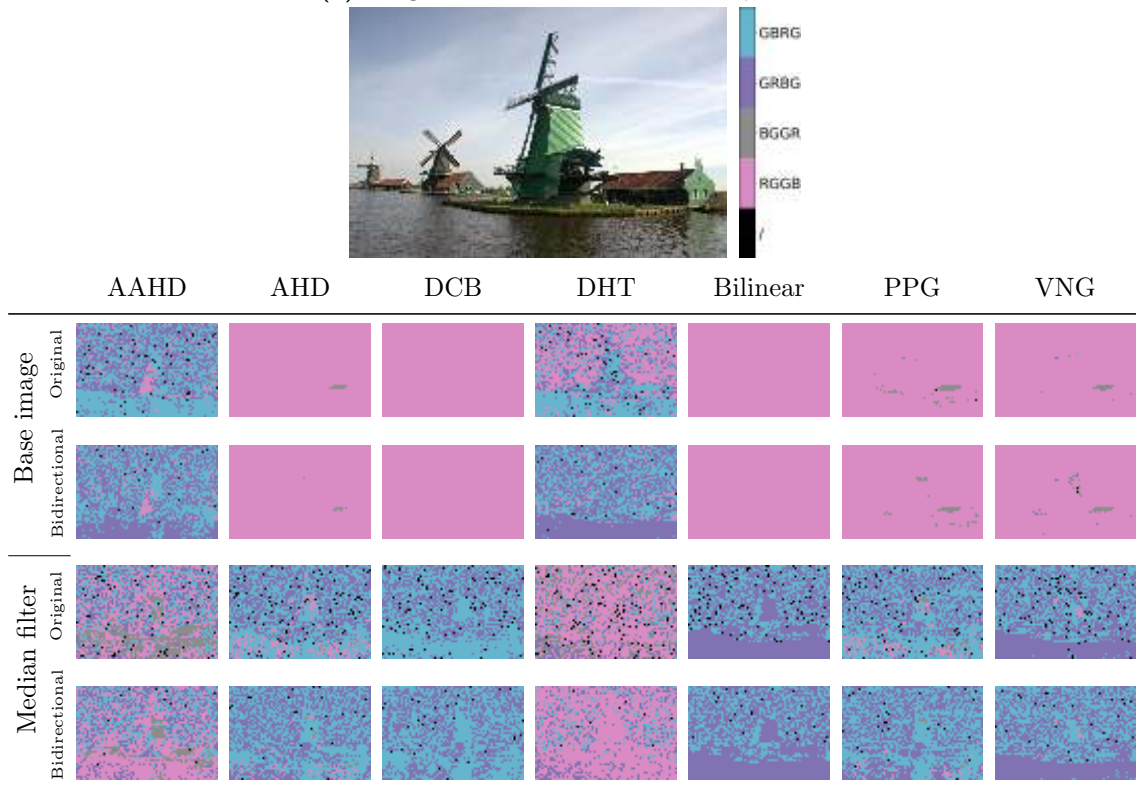 GBRG
GRBG
BGGR
RGGB
/
AAHD AHD DCB DHT Bilinear PPG VNG
Base image
Original
Bidirectional
Median filter
Original
Bidirectional